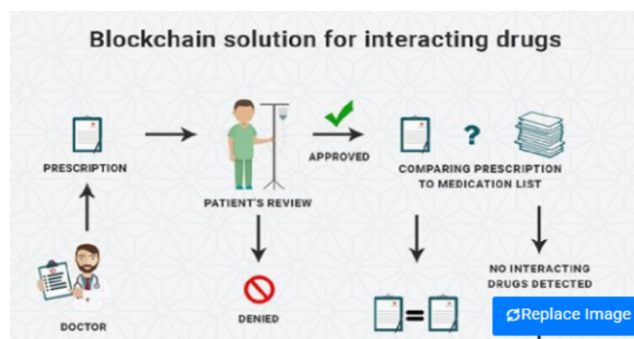 Blockchain solution for interacting drugs
PRESCRIPTION
PATIENT'S REVIEW
APPROVED
?
COMPARING PRESCRIPTION
TO MEDICATION LIST
DOCTOR
DENIED
=
NO INTERACTING
DRUGS DETECTED
Replace Image